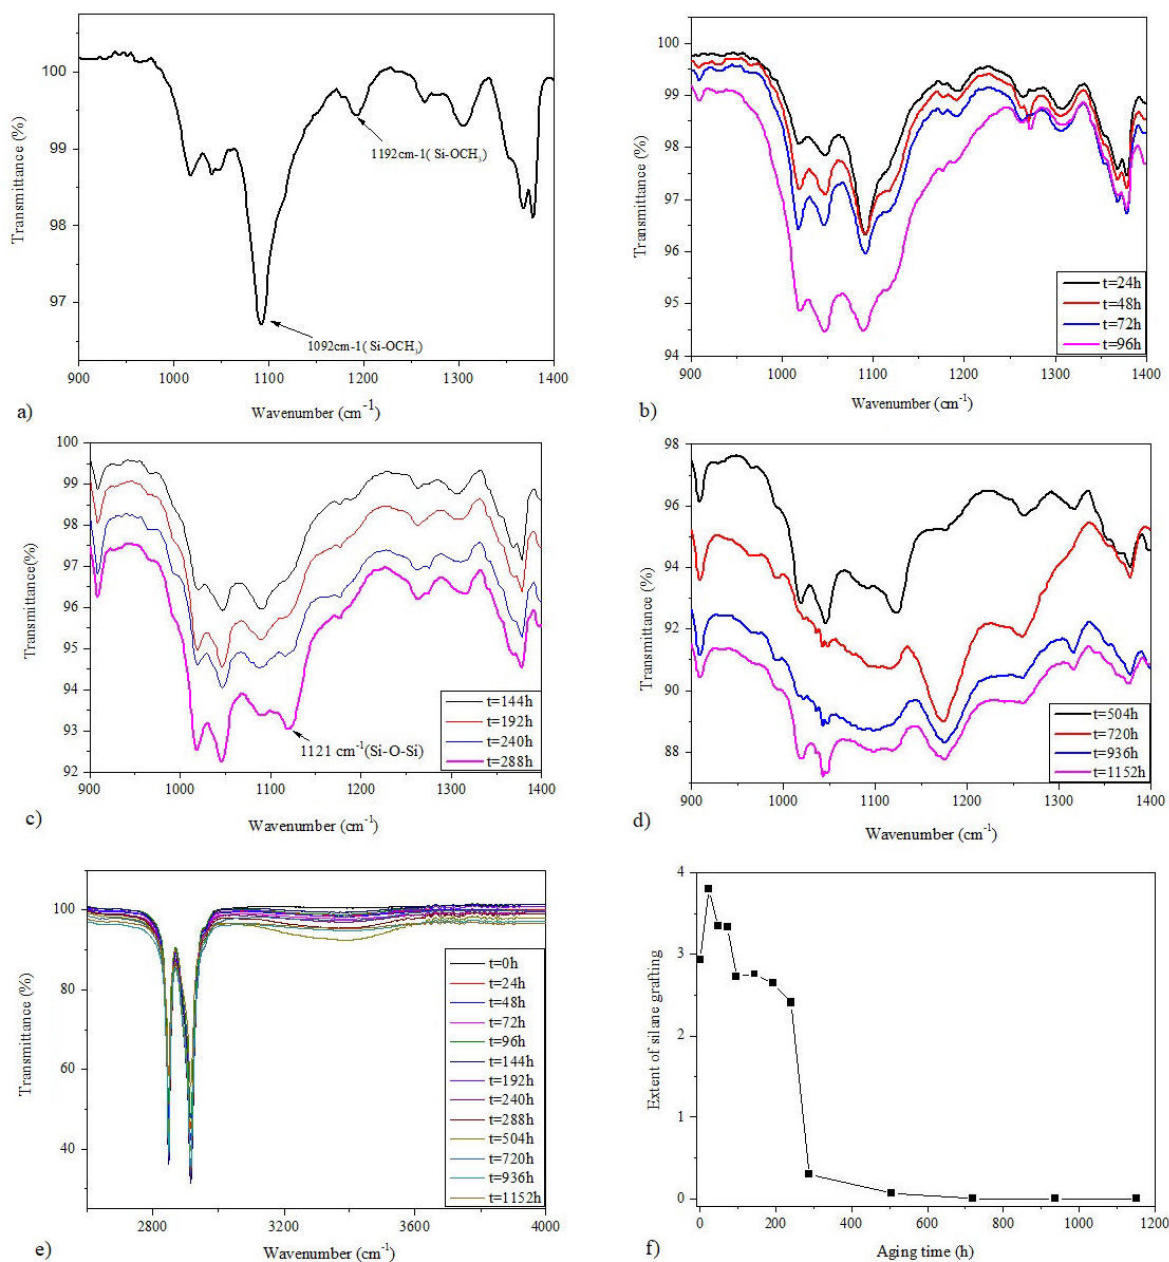 100
99
98
97
900
1000
1100
1200
1300
1400
Transmittance (%)
Wavenumber (cm-1)
1192cm-1( Si-OCH3)
1092cm-1( Si-OCH3)
a)
100
99
98
97
96
95
94
900
1000
1100
1200
1300
1400
Transmittance (%)
Wavenumber (cm-1)
t=24h
t=48h
t=72h
t=96h
b)
100
99
98
97
96
95
94
93
92
900
1000
1100
1200
1300
1400
Transmittance(%)
Wavenumber (cm-1)
1121 cm-1(Si-O-Si)
t=144h
t=192h
t=240h
t=288h
c)
98
96
94
92
90
88
900
1000
1100
1200
1300
1400
Transmittance (%)
Wavenumber (cm-1)
t=504h
t=720h
t=936h
t=1152h
d)
100
80
60
40
2800
3200
3600
4000
Transmittance (%)
Wavenumber (cm-1)
t=0h
t=24h
t=48h
t=72h
t=96h
t=144h
t=192h
t=240h
t=288h
t=504h
t=720h
t=936h
t=1152h
e)
4
3
2
1
0
0
200
400
600
800
1000
1200
Extent of silane grafting
Aging time (h)
f)